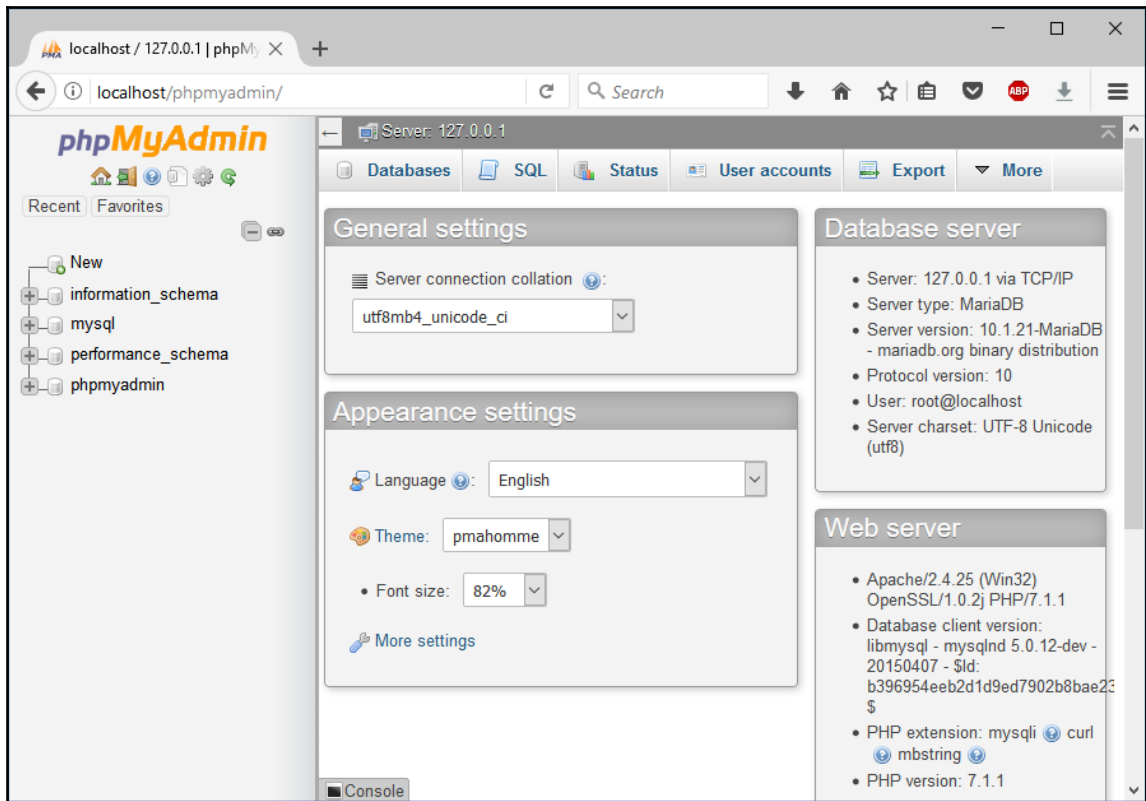 localhost / 127.0.0.1 | phpMy
localhost/phpmyadmin/
Search
ABP
phpMyAdmin
Recent Favorites
New
information_schema
mysql
performance_schema
phpmyadmin
Server: 127.0.0.1
Databases SQL Status User accounts Export More
General settings
Server connection collation :
utf8mb4_unicode_ci
Appearance settings
Language : English
Theme: pmahomme
• Font size: 82%
More settings
Console
Database server
• Server: 127.0.0.1 via TCP/IP
• Server type: MariaDB
• Server version: 10.1.21-MariaDB
- mariadb.org binary distribution
• Protocol version: 10
• User: root@localhost
• Server charset: UTF-8 Unicode
(utf8)
Web server
• Apache/2.4.25 (Win32)
OpenSSL/1.0.2j PHP/7.1.1
• Database client version:
libmysql - mysqlnd 5.0.12-dev -
20150407 - $Id:
b396954eeb2d1d9ed7902b8bae23
$
• PHP extension: mysqli curl
mbstring
• PHP version: 7.1.1